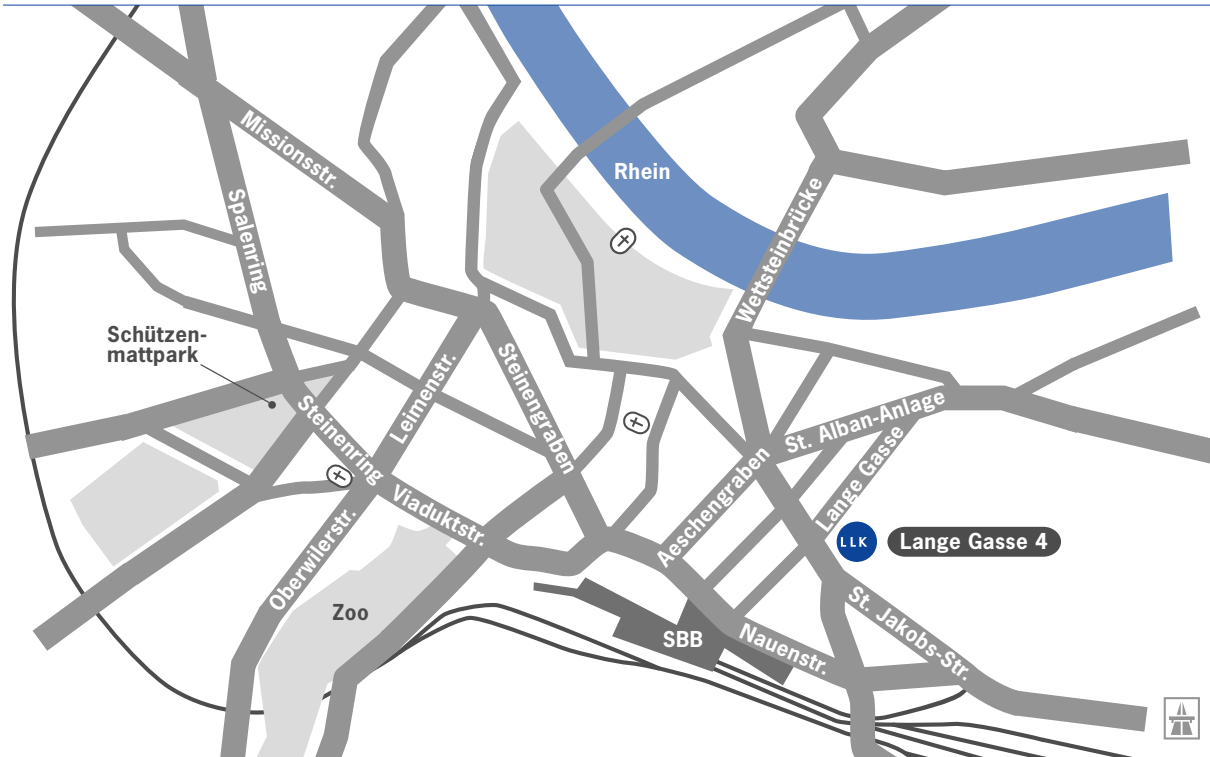 Missionsstr.
Rhein
Spalenring
Wettsteinbrücke
Schützen-
mattpark
Leimenstr.
Steinengraben
Steinenring
St. Alban-Anlage
Lange Gasse
Aeschengraben
Viaduktstr.
Oberwilerstr.
LLK
Lange Gasse 4
Zoo
SBB
Nauenstr.
St. Jakobs-Str.